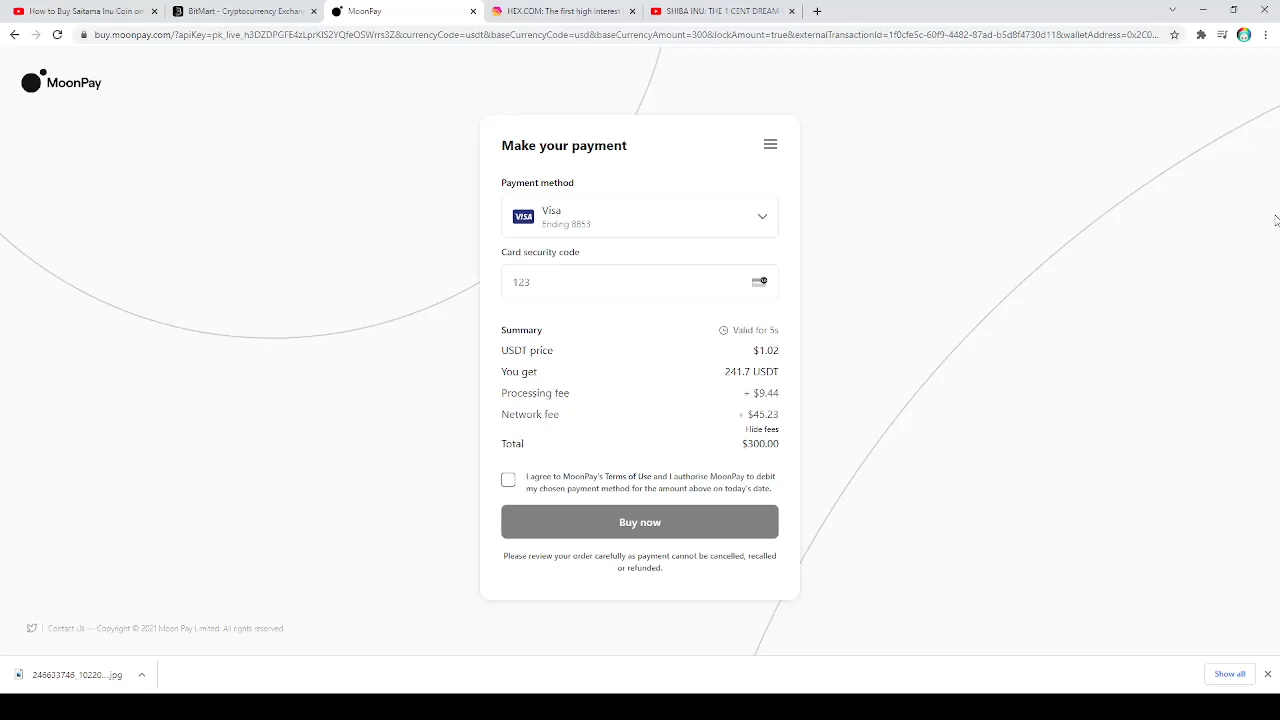 How to Buy Saitama Inu Coin on
BitMart - Cryptocurrency Exchan
MoonPay
HEX.COM: The first high interest
SHIBA INU: THE 1 CENT DREAM
buy.moonpay.com/?apiKey=pk_live_h3DZDPGFE4zLprKIS2YQfeOSWrrs3Z&currencyCode=usdt&baseCurrencyCode=usd&baseCurrencyAmount=300&lockAmount=true&externalTransactionId=1f0cfe5c-60f9-4482-87ad-b5d8f4730d11&walletAddress=0x2C0...
MoonPay
Make your payment
Payment method
VISA
Visa
Ending 8853
Card security code
123
Summary Valid for 5s
USDT price $1.02
You get 241.7 USDT
Processing fee + $9.44
Network fee + $45.23
Hide fees
Total $300.00
I agree to MoonPay's Terms of Use and I authorise MoonPay to debit
my chosen payment method for the amount above on today's date.
Buy now
Please review your order carefully as payment cannot be cancelled, recalled
or refunded.
Contact Us — Copyright © 2021 Moon Pay Limited. All rights reserved.
246633746_10220....jpg
Show all